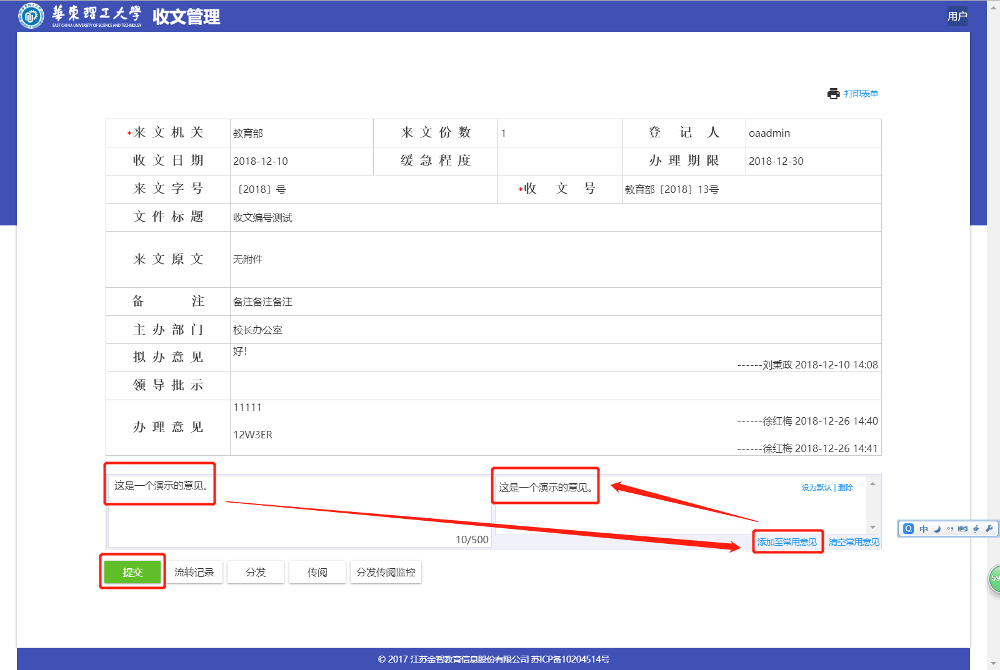 華東理工大學 收文管理
EAST CHINA UNIVERSITY OF SCIENCE AND TECHNOLOGY
用户
打印表单
*来文机关 教育部 来文份数 1 登记人 oaadmin
收文日期 2018-12-10 缓急程度 办理期限 2018-12-30
来文字号 〔2018〕号 *收文号 教育部〔2018〕13号
文件标题 收文编号测试
来文原文 无附件
备注 备注备注备注
主办部门 校长办公室
拟办意见 好!
------刘秉政 2018-12-10 14:08
领导批示
办理意见 11111
------徐红梅 2018-12-26 14:40
12W3ER
------徐红梅 2018-12-26 14:41
这是一个演示的意见。 这是一个演示的意见。 设为默认 | 删除
10/500 添加至常用意见 清空常用意见
中
提交 流转记录 分发 传阅 分发传阅监控
59
© 2017 江苏金智教育信息股份有限公司 苏ICP备10204514号